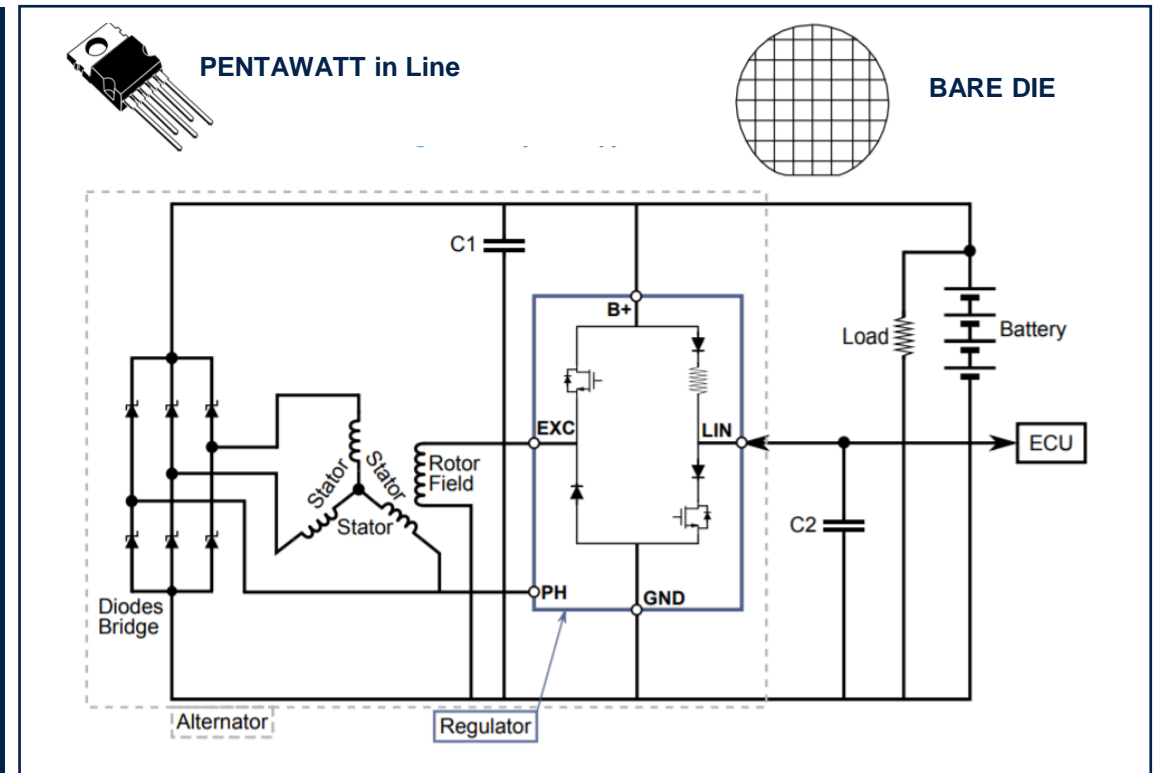 PENTAWATT in Line
BARE DIE
C1
B+
Load
Battery
EXC
LIN
ECU
Rotor
Field
Stator
Stator
Stator
C2
PH
GND
Diodes
Bridge
Alternator
Regulator